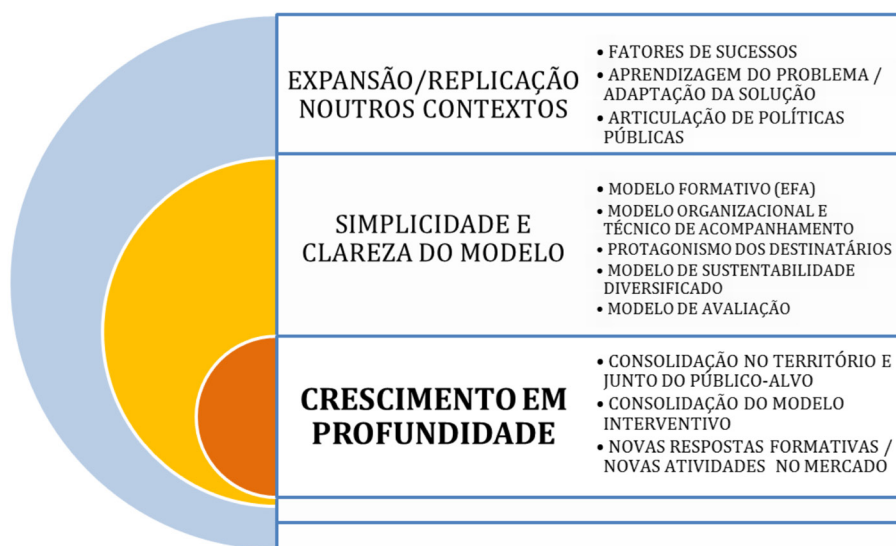 EXPANSÃO/REPLICAÇÃO
NOUTROS CONTEXTOS
• FATORES DE SUCESSOS
• APRENDIZAGEM DO PROBLEMA /
ADAPTAÇÃO DA SOLUÇÃO
• ARTICULAÇÃO DE POLÍTICAS
PÚBLICAS
SIMPLICIDADE E
CLAREZA DO MODELO
• MODELO FORMATIVO (EFA)
• MODELO ORGANIZACIONAL E
TÉCNICO DE ACOMPANHAMENTO
• PROTAGONISMO DOS DESTINATÁRIOS
• MODELO DE SUSTENTABILIDADE
DIVERSIFICADO
• MODELO DE AVALIAÇÃO
CRESCIMENTO EM
PROFUNDIDADE
• CONSOLIDAÇÃO NO TERRITÓRIO E
JUNTO DO PÚBLICO-ALVO
• CONSOLIDAÇÃO DO MODELO
INTERVENTIVO
• NOVAS RESPOSTAS FORMATIVAS /
NOVAS ATIVIDADES NO MERCADO